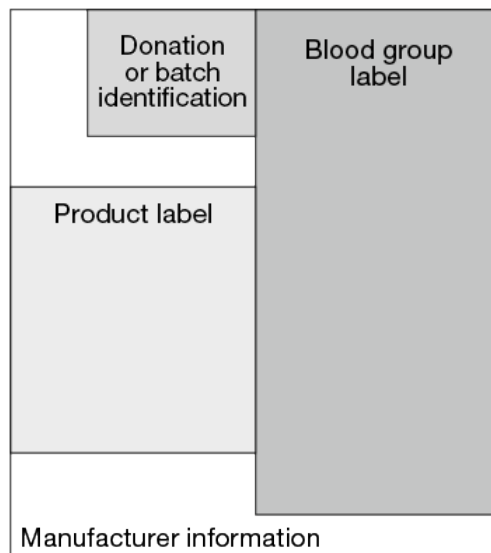 Donation
or batch
identification
Blood group
label
Product label
Manufacturer information